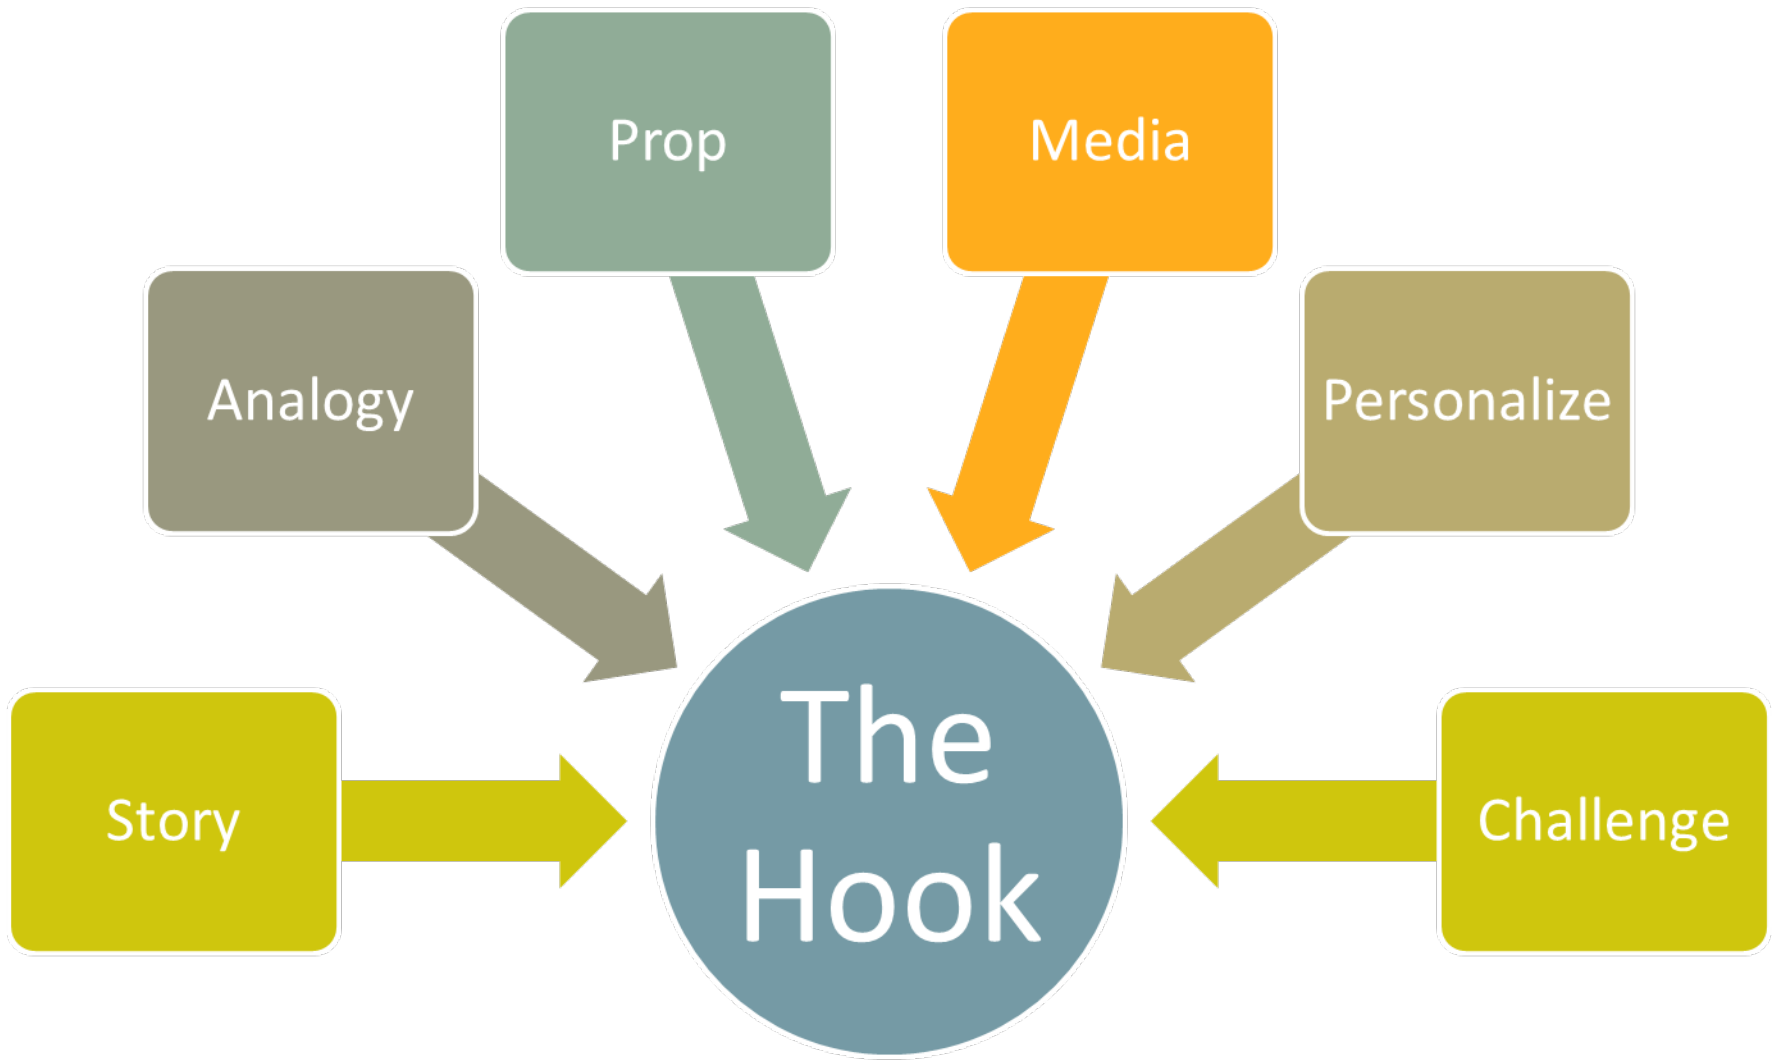 Prop
Media
Analogy
Personalize
Story
The
Hook
Challenge